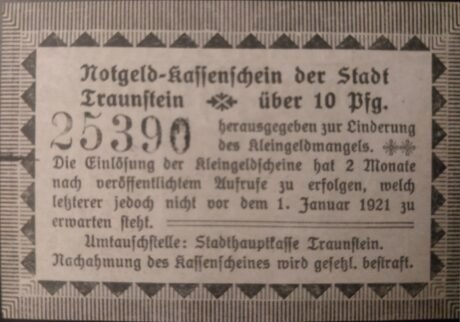 Notgeld-Kassenschein der Stadt
Traunstein über 10 Pfg.
25390 herausgegeben zur Linderung
des Kleingeldmangels.
Die Einlösung der Kleingeldscheine hat 2 Monate
nach veröffentlichtem Aufrufe zu erfolgen, welch
letzterer jedoch nicht vor dem 1. Januar 1921 zu
erwarten steht.
Umtauschstelle: Stadthauptkasse Traunstein.
Nachahmung des Kassenscheines wird gesetzl. bestraft.